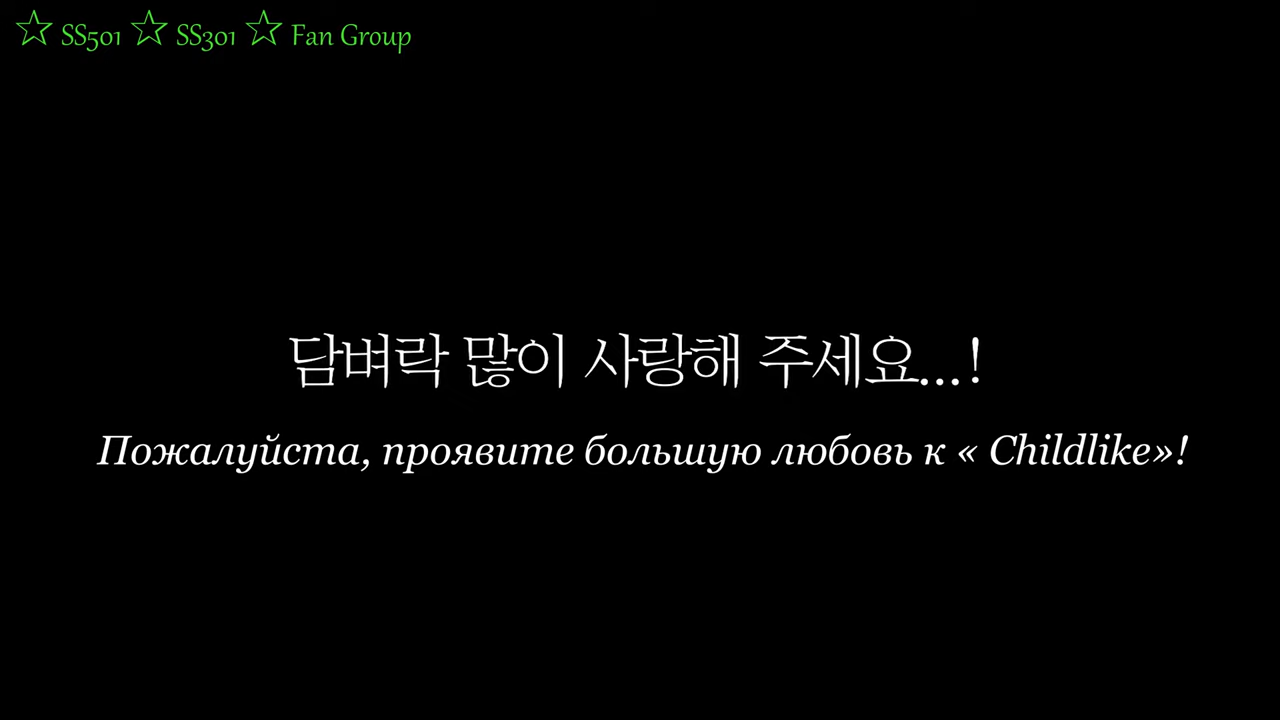 ☆ SS501 ☆ SS301 ☆ Fan Group
담벼락 많이 사랑해 주세요...!
Пожалуйста, проявите большую любовь к « Childlike»!